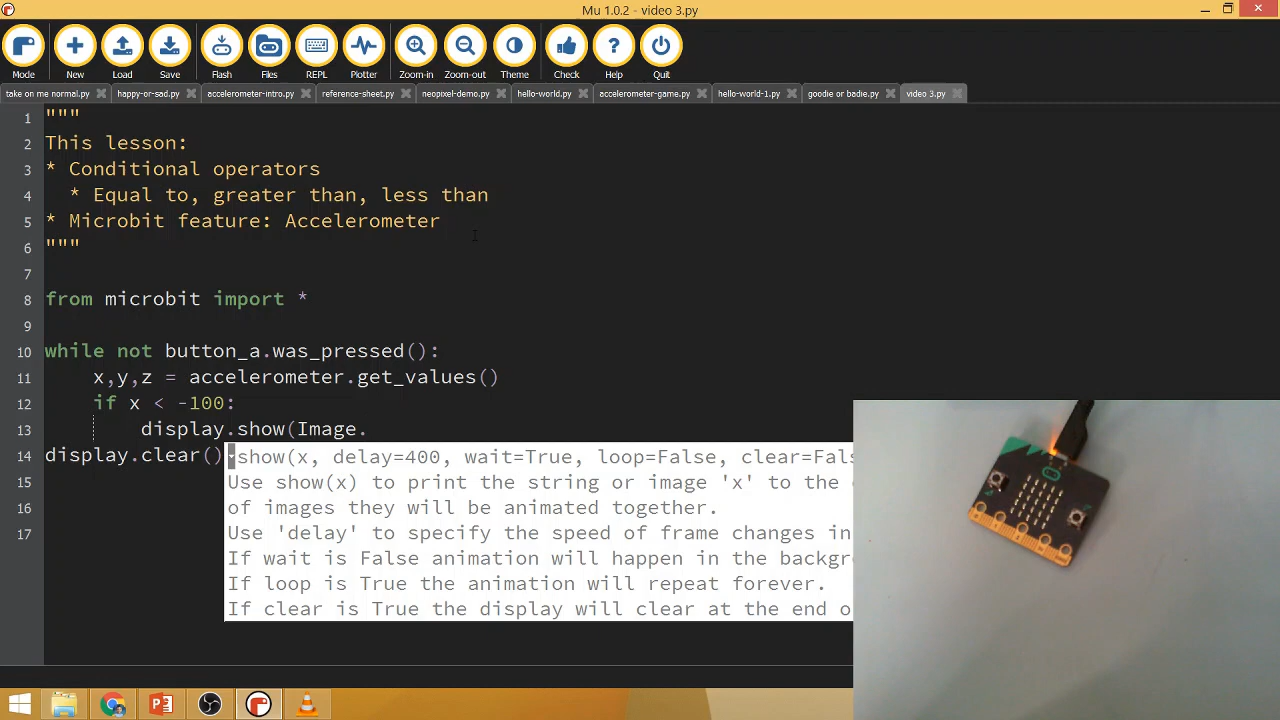 Mu 1.0.2 - video 3.py
Mode New Load Save Flash Files REPL Plotter Zoom-in Zoom-out Theme Check Help Quit
take on me normal.py happy-or-sad.py accelerometer-intro.py reference-sheet.py neopixel-demo.py hello-world.py accelerometer-game.py hello-world-1.py goodie or badie.py video 3.py
1 """
2 This lesson:
3 * Conditional operators
4 * Equal to, greater than, less than
5 * Microbit feature: Accelerometer
6 """
7
8 from microbit import *
9
10 while not button_a.was_pressed():
11 x,y,z = accelerometer.get_values()
12 if x < -100:
13 display.show(Image.
14 display.clear() show(x, delay=400, wait=True, loop=False, clear=Fals
15 Use show(x) to print the string or image 'x' to the
16 of images they will be animated together.
17 Use 'delay' to specify the speed of frame changes in
If wait is False animation will happen in the backgr
If loop is True the animation will repeat forever.
If clear is True the display will clear at the end o